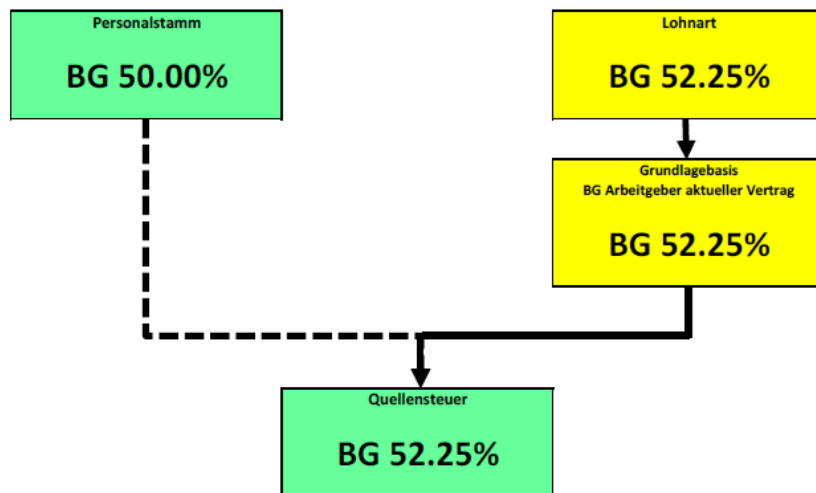 Personalstamm
BG 50.00%
Lohnart
BG 52.25%
Grundlagebasis
BG Arbeitgeber aktueller Vertrag
BG 52.25%
Quellensteuer
BG 52.25%